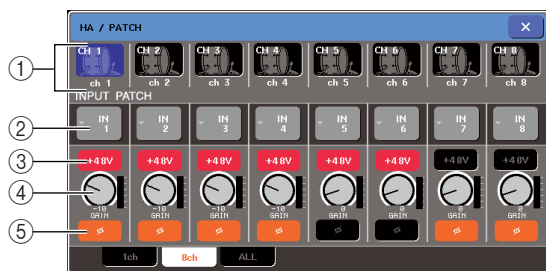 HA / PATCH ×
① CH 1 CH 2 CH 3 CH 4 CH 5 CH 6 CH 7 CH 8
ch 1 ch 2 ch 3 ch 4 ch 5 ch 6 ch 7 ch 8
INPUT PATCH
② IN 1 IN 2 IN 3 IN 4 IN 5 IN 6 IN 7 IN 8
③ +48V +48V +48V +48V +48V +48V +48V +48V
④ -10 -10 -10 -10 0 0 0 0
GAIN GAIN GAIN GAIN GAIN GAIN GAIN GAIN
⑤ ø ø ø ø ø ø ø ø
1ch 8ch ALL